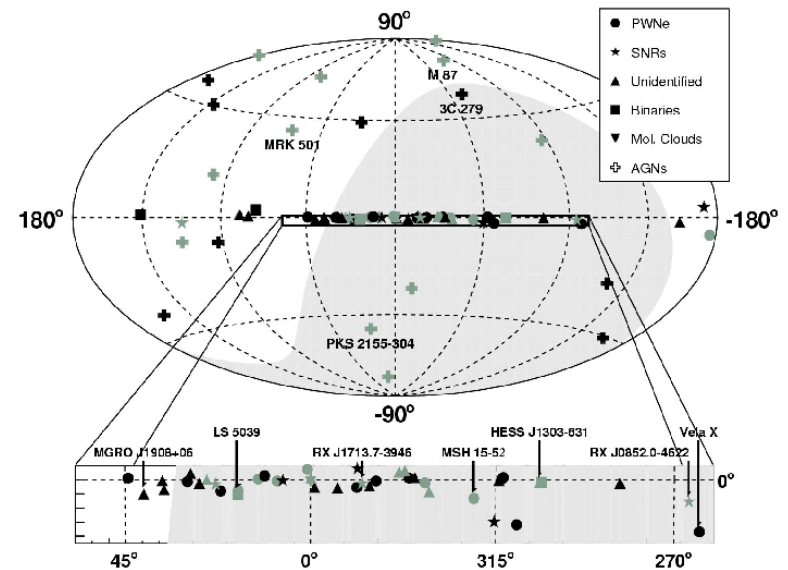 90°
PWNe
SNRs
Unidentified
Binaries
Mol. Clouds
AGNs
M 87
3C 279
MRK 501
180°
-180°
PKS 2155-304
-90°
HESS J1303-631
LS 5039
Vela X
MGRO J1908+06
RX J1713.7-3946
MSH 15-52
RX J0852.0-4622
0°
45°
0°
315°
270°